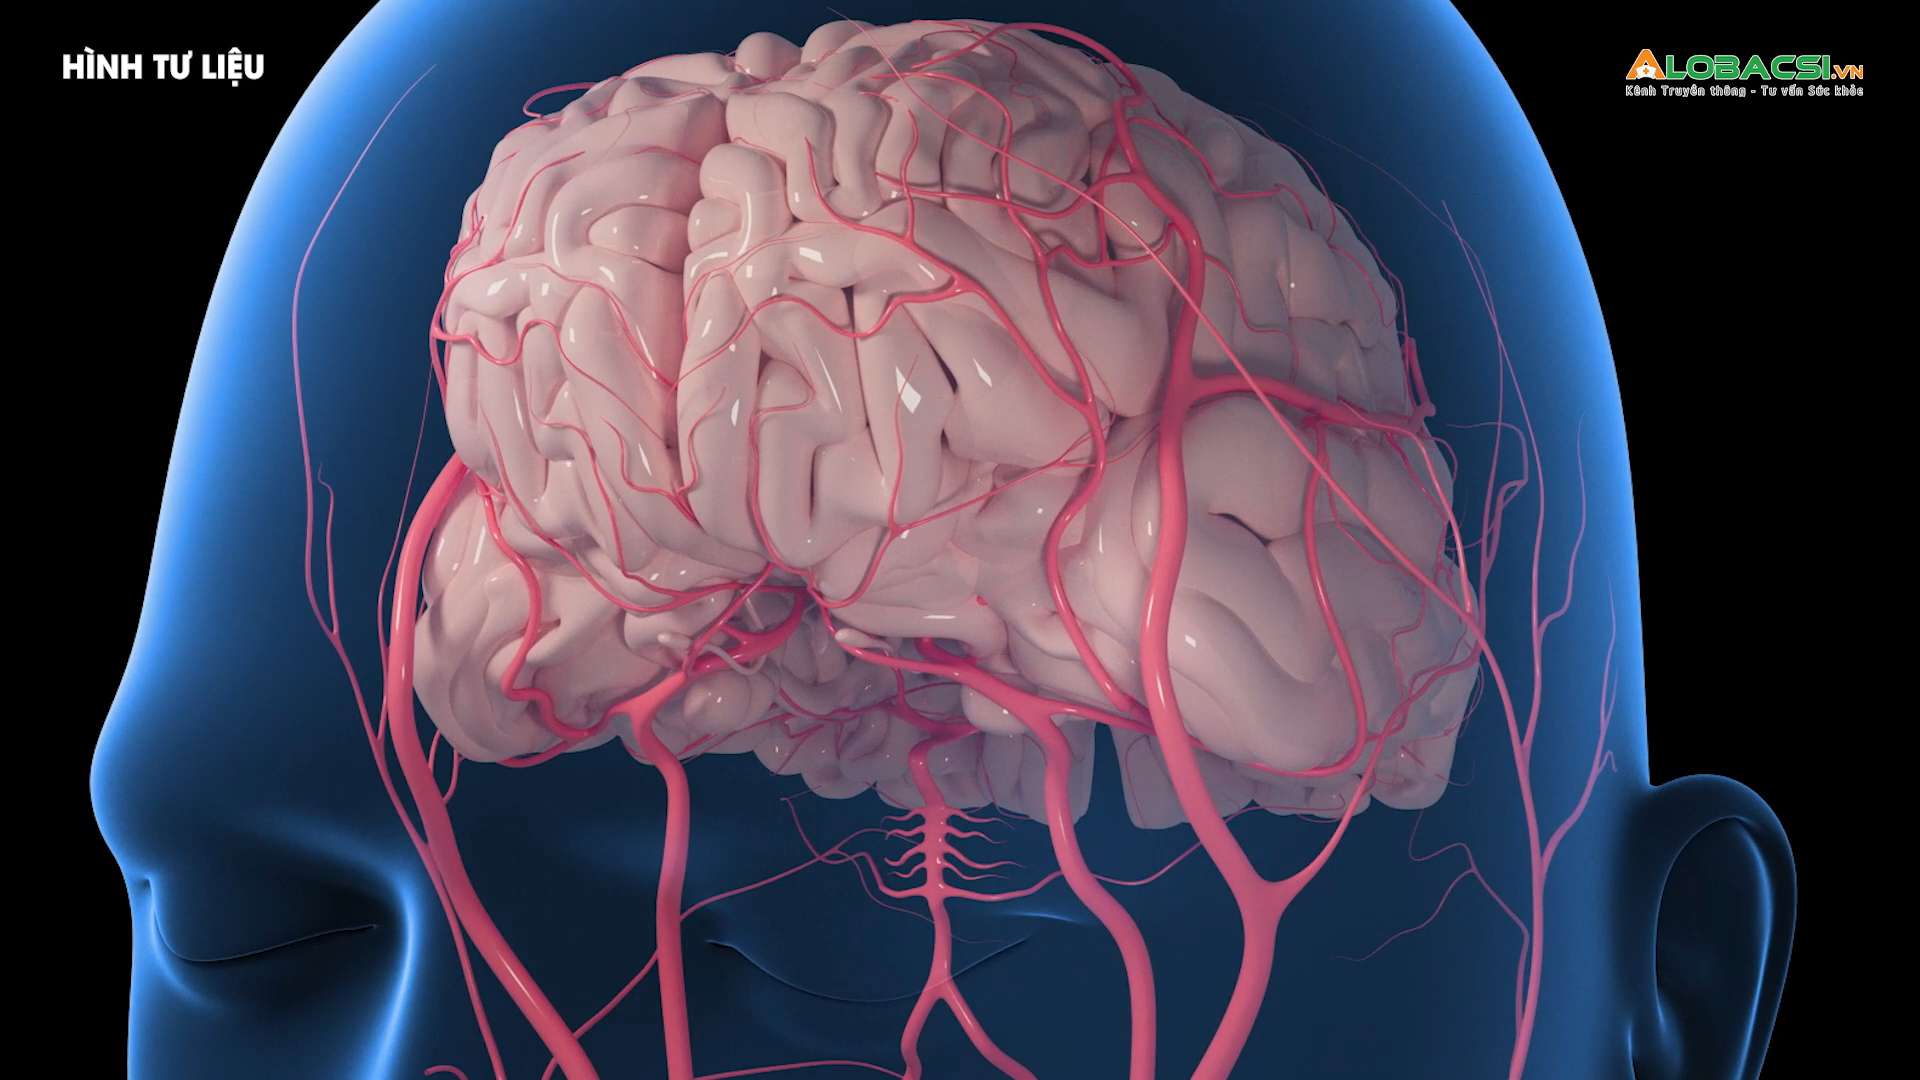 HÌNH TƯ LIỆU
ALOBACSI.VN
Kênh Truyền thông - Tư vấn Sức khỏe